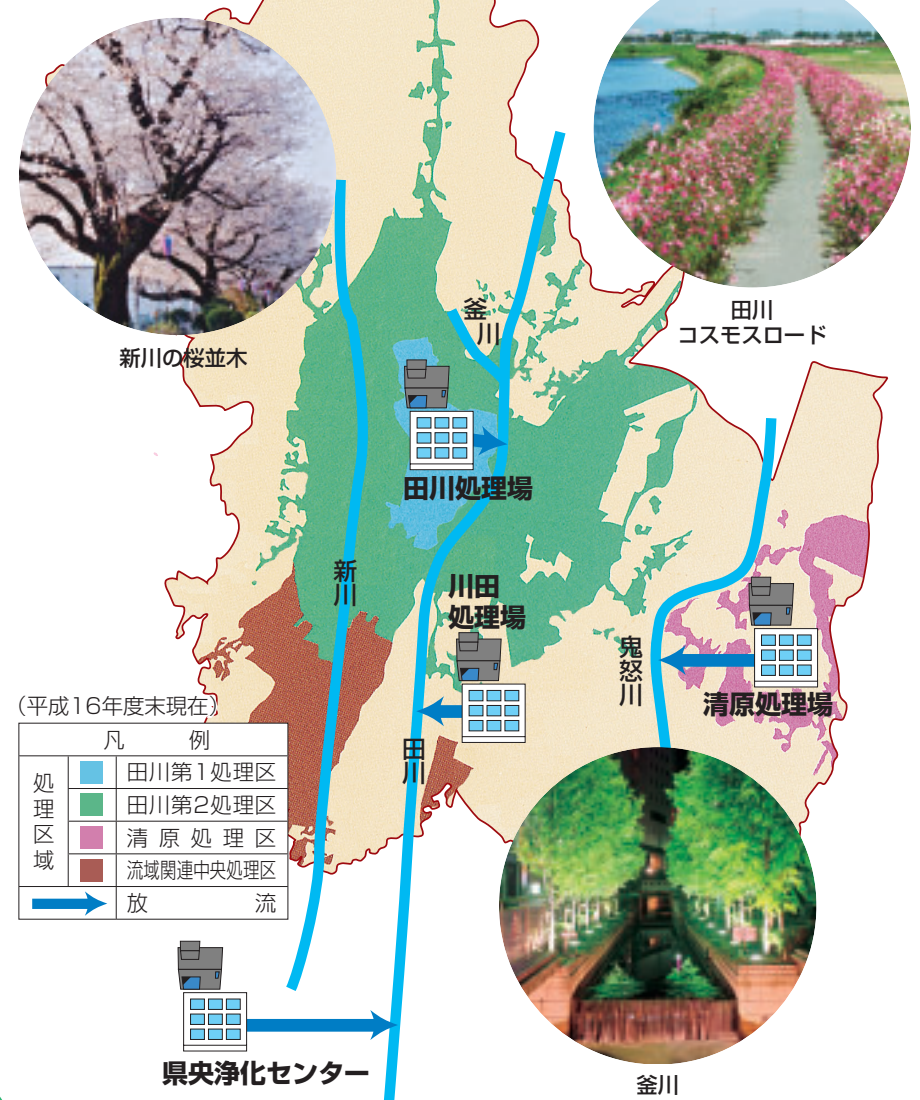 新川の桜並木
田川
コスモスロード
釜川
田川処理場
新川
川田
処理場
鬼怒川
清原処理場
田川
(平成16年度末現在)
凡 例
処理区域
田川第1処理区
田川第2処理区
清原処理区
流域関連中央処理区
放 流
県央浄化センター
釜川